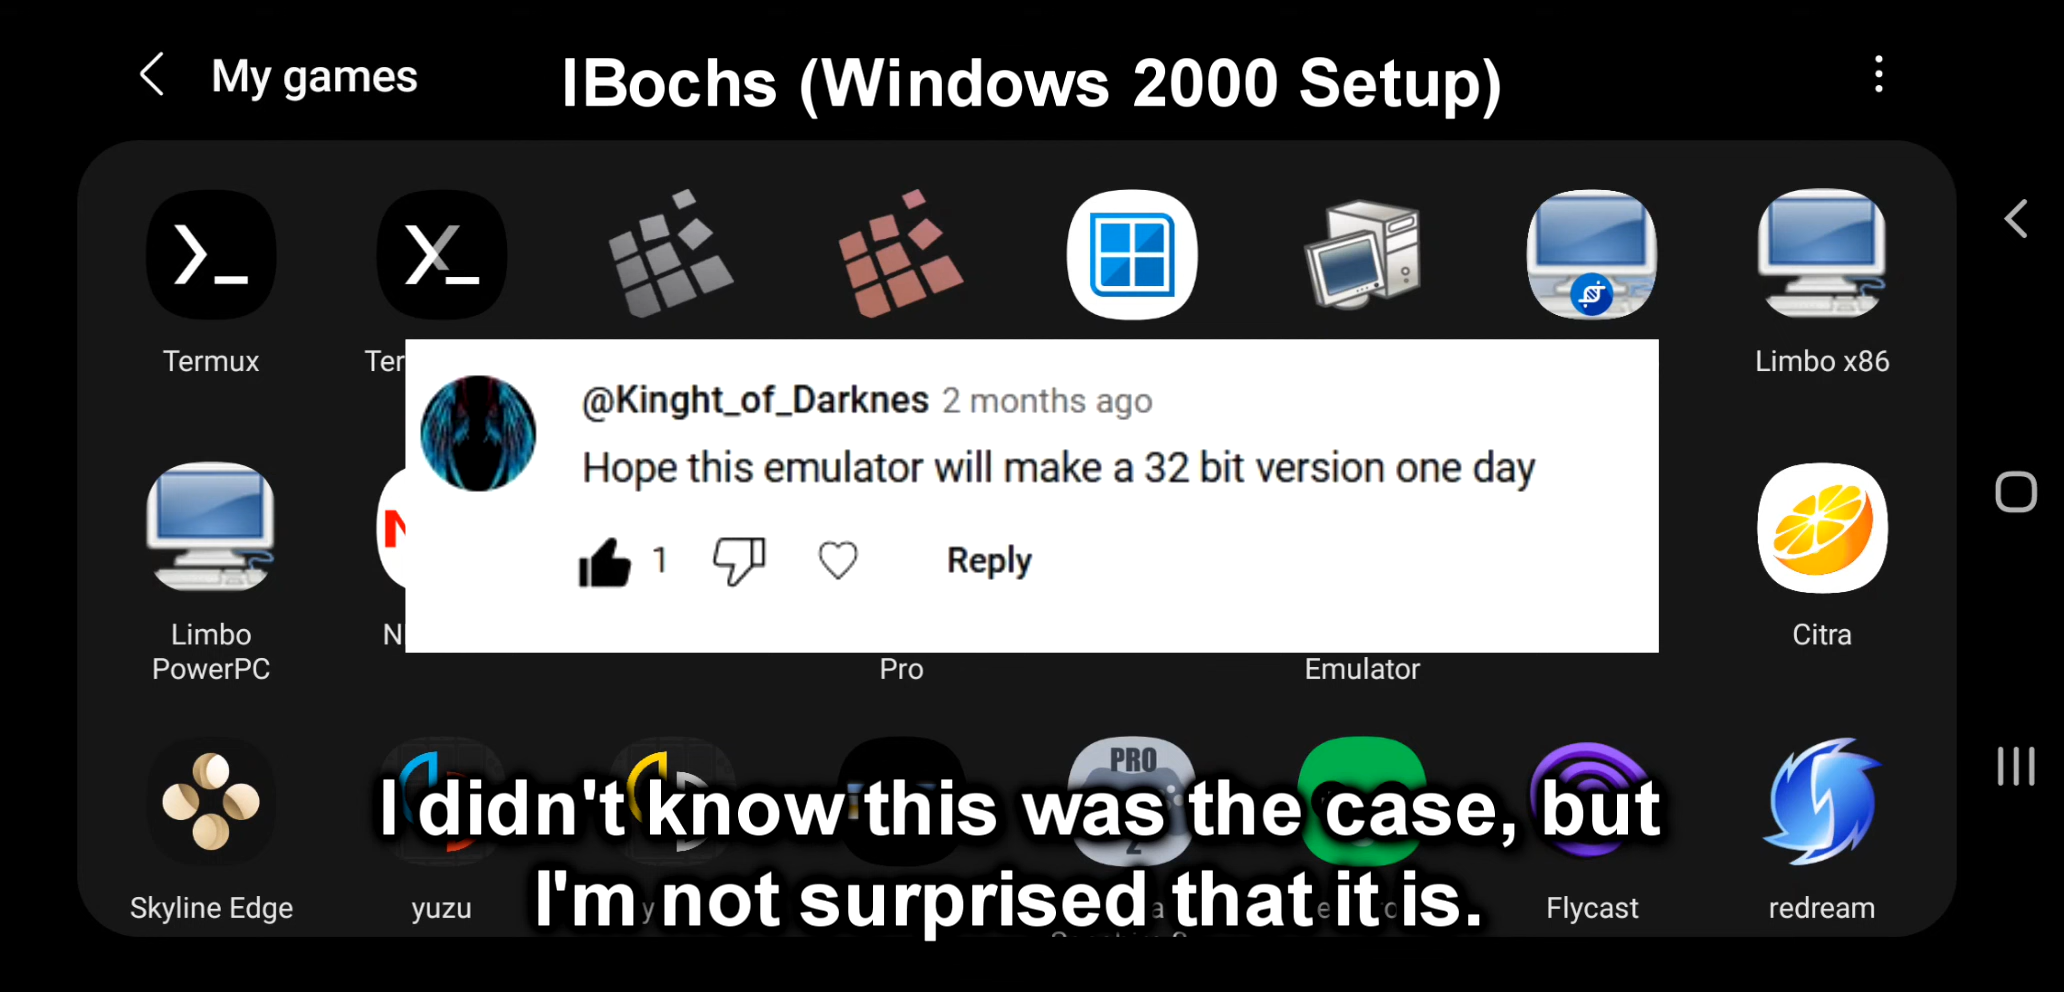 My games
IBochs (Windows 2000 Setup)
Termux
Ter
Limbo x86
@Kinght_of_Darknes 2 months ago
Hope this emulator will make a 32 bit version one day
1
Reply
Limbo
PowerPC
N
Pro
Emulator
Citra
PRO
I didn't know this was the case, but
I'm not surprised that it is.
Skyline Edge
yuzu
Flycast
redream